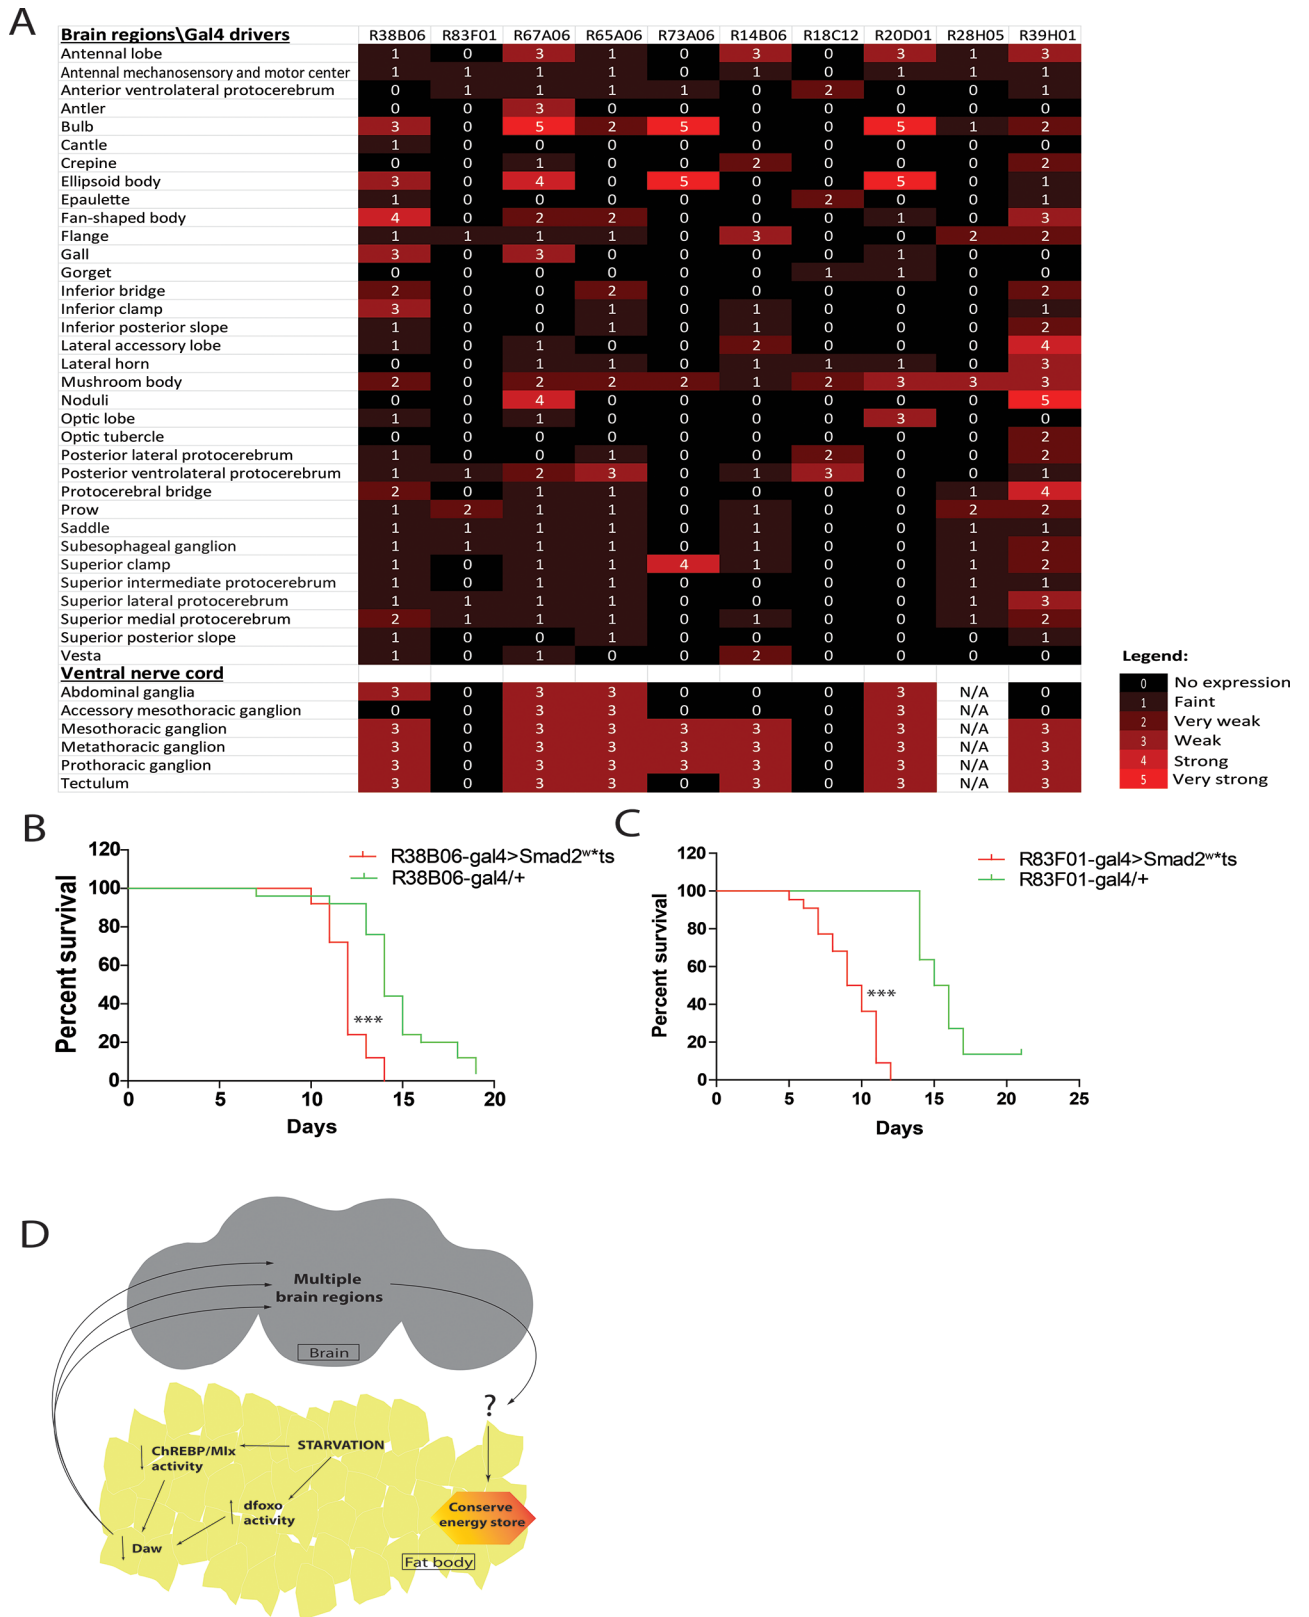 A
Brain regions\Gal4 drivers R38B06 R83F01 R67A06 R65A06 R73A06 R14B06 R18C12 R20D01 R28H05 R39H01
Antennal lobe 1 0 3 1 0 3 0 3 1 3
Antennal mechanosensory and motor center 1 1 1 1 0 1 0 1 1 1
Anterior ventrolateral protocerebrum 0 1 1 1 1 0 2 0 0 1
Antler 0 0 3 0 0 0 0 0 0 0
Bulb 3 0 5 2 5 0 0 5 1 2
Cantle 1 0 0 0 0 0 0 0 0 0
Crepine 0 0 1 0 0 2 0 0 0 2
Ellipsoid body 3 0 4 0 5 0 0 5 0 1
Epaulette 1 0 0 0 0 0 2 0 0 1
Fan-shaped body 4 0 2 2 0 0 0 1 0 3
Flange 1 1 1 1 0 3 0 0 2 2
Gall 3 0 3 0 0 0 0 1 0 0
Gorget 0 0 0 0 0 0 1 1 0 0
Inferior bridge 2 0 0 2 0 0 0 0 0 2
Inferior clamp 3 0 0 1 0 1 0 0 0 1
Inferior posterior slope 1 0 0 1 0 1 0 0 0 2
Lateral accessory lobe 1 0 1 0 0 2 0 0 0 4
Lateral horn 0 0 1 1 0 1 1 1 0 3
Mushroom body 2 0 2 2 2 1 2 3 3 3
Noduli 0 0 4 0 0 0 0 0 0 5
Optic lobe 1 0 1 0 0 0 0 3 0 0
Optic tubercle 0 0 0 0 0 0 0 0 0 2
Posterior lateral protocerebrum 1 0 0 1 0 0 2 0 0 2
Posterior ventrolateral protocerebrum 1 1 2 3 0 1 3 0 0 1
Protocerebral bridge 2 0 1 1 0 0 0 0 1 4
Prow 1 2 1 1 0 1 0 0 2 2
Saddle 1 1 1 1 0 1 0 0 1 1
Subesophageal ganglion 1 1 1 1 0 1 0 0 1 2
Superior clamp 1 0 1 1 4 1 0 0 1 2
Superior intermediate protocerebrum 1 0 1 1 0 0 0 0 1 1
Superior lateral protocerebrum 1 1 1 1 0 0 0 0 1 3
Superior medial protocerebrum 2 1 1 1 0 1 0 0 1 2
Superior posterior slope 1 0 0 1 0 0 0 0 0 1
Vesta 1 0 1 0 0 2 0 0 0 0
Ventral nerve cord
Abdominal ganglia 3 0 3 3 0 0 0 3 N/A 0
Accessory mesothoracic ganglion 0 0 3 3 0 0 0 3 N/A 0
Mesothoracic ganglion 3 0 3 3 3 3 0 3 N/A 3
Metathoracic ganglion 3 0 3 3 3 3 0 3 N/A 3
Prothoracic ganglion 3 0 3 3 3 3 0 3 N/A 3
Tectulum 3 0 3 3 0 3 0 3 N/A 3
Legend:
0 No expression
1 Faint
2 Very weak
3 Weak
4 Strong
5 Very strong
B
R38B06-gal4>Smad2w*ts
R38B06-gal4/+
Percent survival
120
100
80
60
40
20
0
***
0 5 10 15 20
Days
C
R83F01-gal4>Smad2w*ts
R83F01-gal4/+
Percent survival
120
100
80
60
40
20
0
***
0 5 10 15 20 25
Days
D
Multiple
brain regions
Brain
?
STARVATION
ChREBP/Mlx
activity
dfoxo
activity
Daw
Conserve
energy store
Fat body